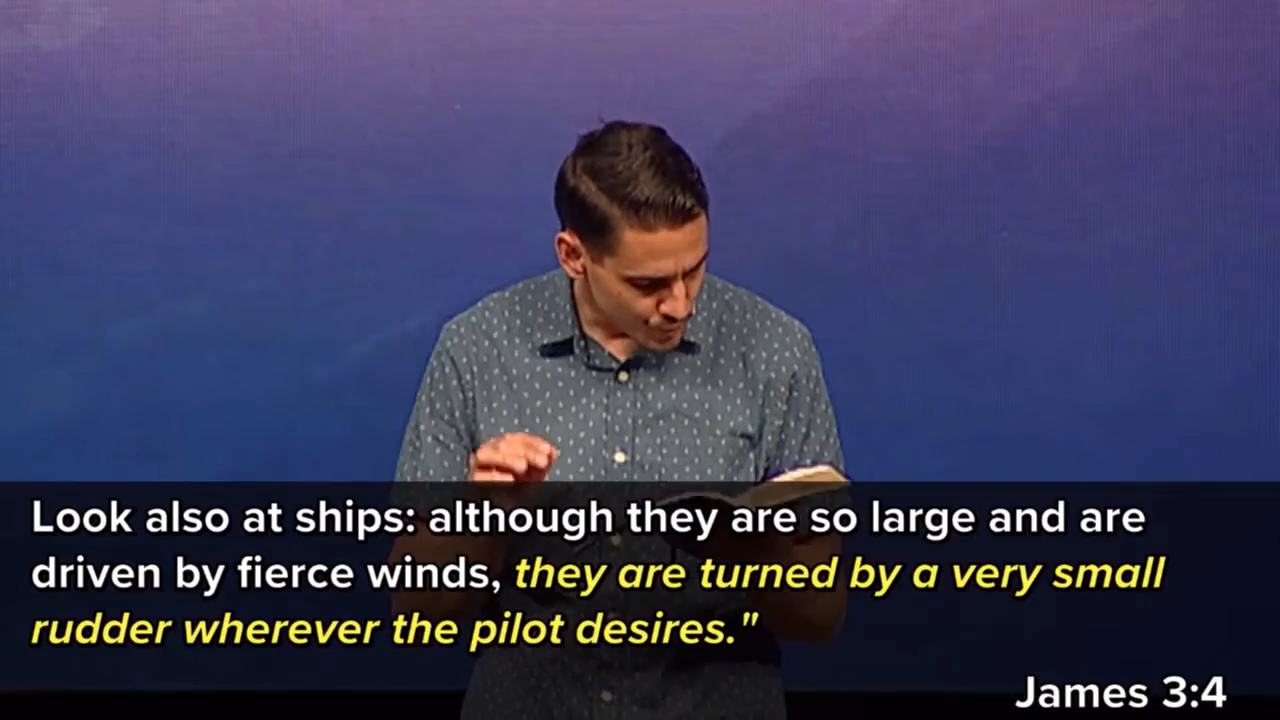 Look also at ships: although they are so large and are
driven by fierce winds, they are turned by a very small
rudder wherever the pilot desires."
James 3:4